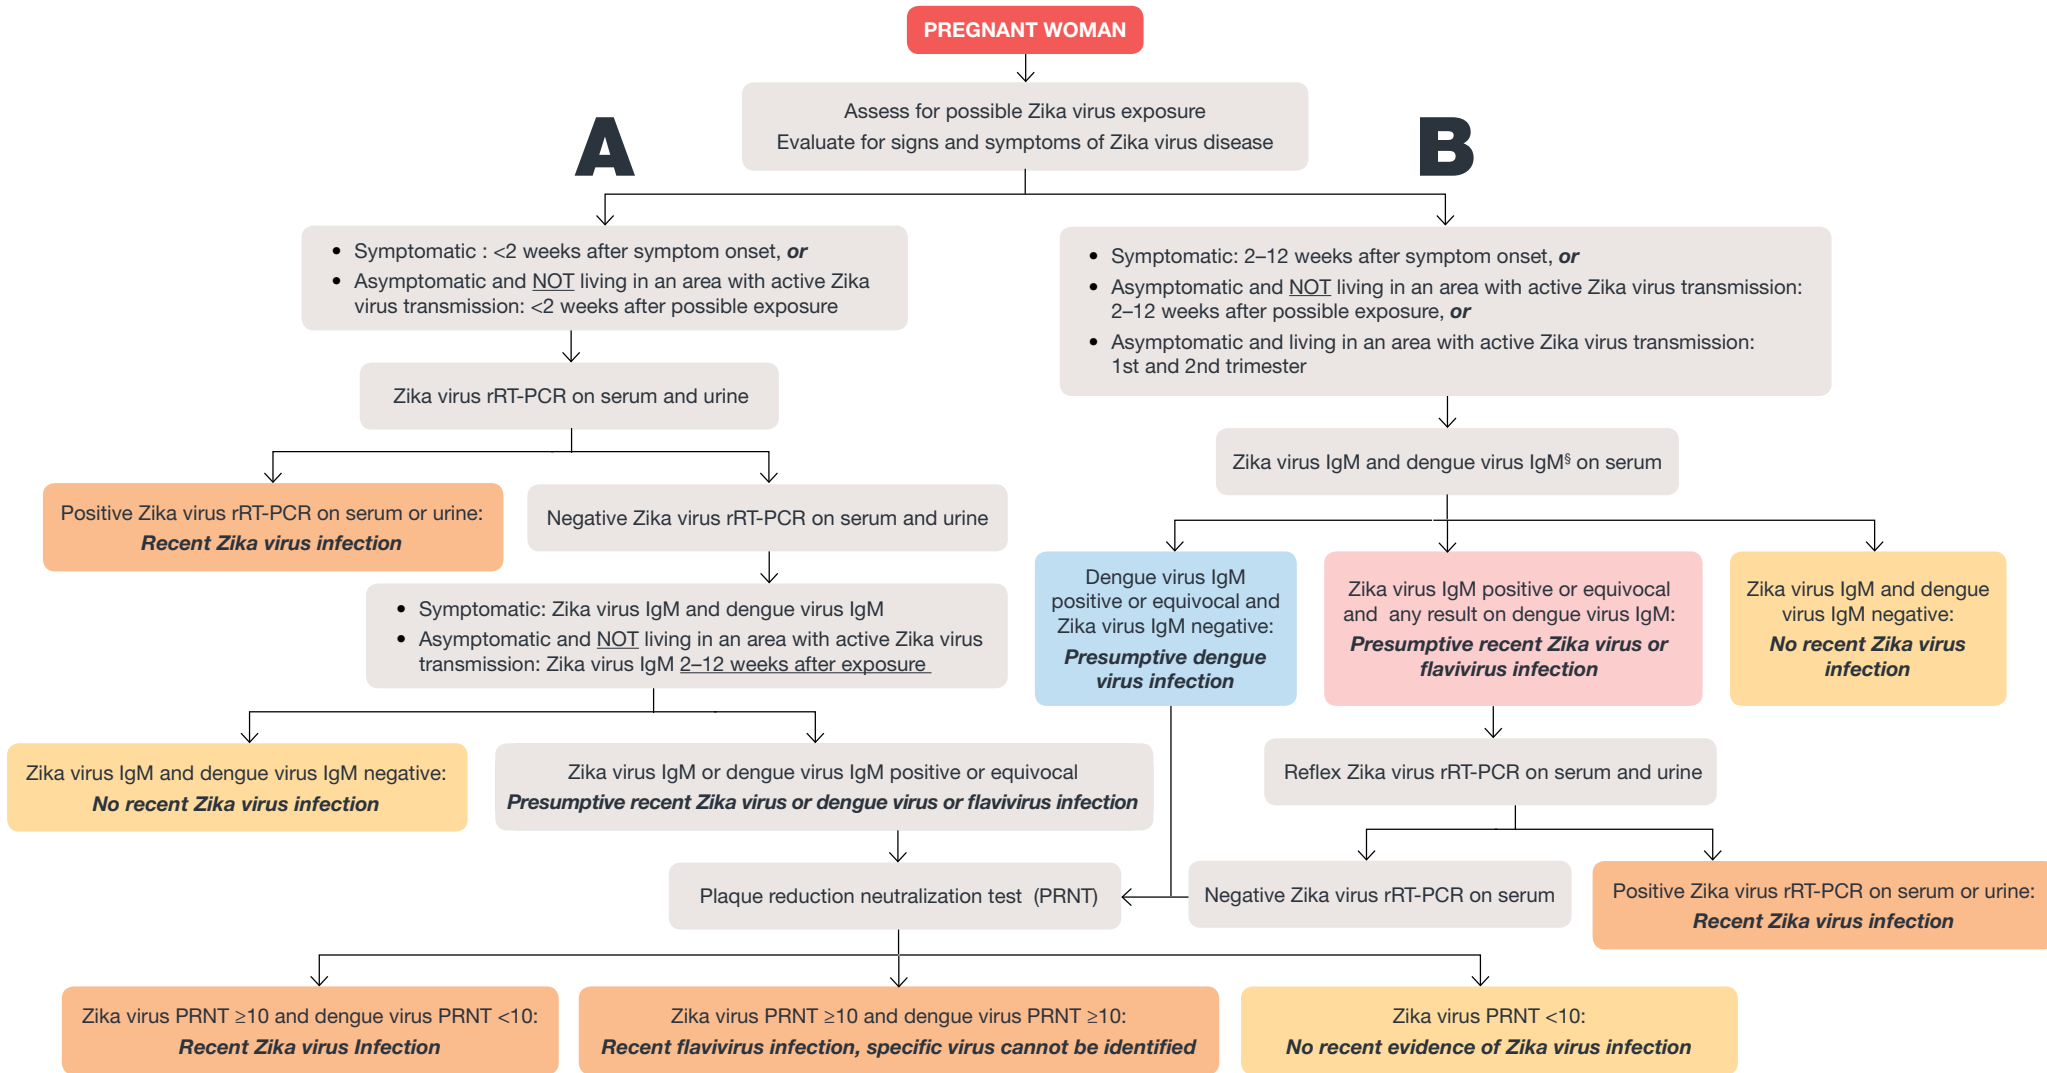 PREGNANT WOMAN
Assess for possible Zika virus exposure
Evaluate for signs and symptoms of Zika virus disease
A
B
• Symptomatic : <2 weeks after symptom onset, or
• Asymptomatic and NOT living in an area with active Zika
virus transmission: <2 weeks after possible exposure
Zika virus rRT-PCR on serum and urine
Positive Zika virus rRT-PCR on serum or urine:
Recent Zika virus infection
Negative Zika virus rRT-PCR on serum and urine
• Symptomatic: Zika virus IgM and dengue virus IgM
• Asymptomatic and NOT living in an area with active Zika virus
transmission: Zika virus IgM 2–12 weeks after exposure
Zika virus IgM and dengue virus IgM negative:
No recent Zika virus infection
Zika virus IgM or dengue virus IgM positive or equivocal
Presumptive recent Zika virus or dengue virus or flavivirus infection
• Symptomatic: 2–12 weeks after symptom onset, or
• Asymptomatic and NOT living in an area with active Zika virus transmission:
2–12 weeks after possible exposure, or
• Asymptomatic and living in an area with active Zika virus transmission:
1st and 2nd trimester
Zika virus IgM and dengue virus IgM§ on serum
Dengue virus IgM
positive or equivocal and
Zika virus IgM negative:
Presumptive dengue
virus infection
Zika virus IgM positive or equivocal
and any result on dengue virus IgM:
Presumptive recent Zika virus or
flavivirus infection
Zika virus IgM and dengue
virus IgM negative:
No recent Zika virus
infection
Reflex Zika virus rRT-PCR on serum and urine
Negative Zika virus rRT-PCR on serum
Positive Zika virus rRT-PCR on serum or urine:
Recent Zika virus infection
Plaque reduction neutralization test (PRNT)
Zika virus PRNT ≥10 and dengue virus PRNT <10:
Recent Zika virus Infection
Zika virus PRNT ≥10 and dengue virus PRNT ≥10:
Recent flavivirus infection, specific virus cannot be identified
Zika virus PRNT <10:
No recent evidence of Zika virus infection